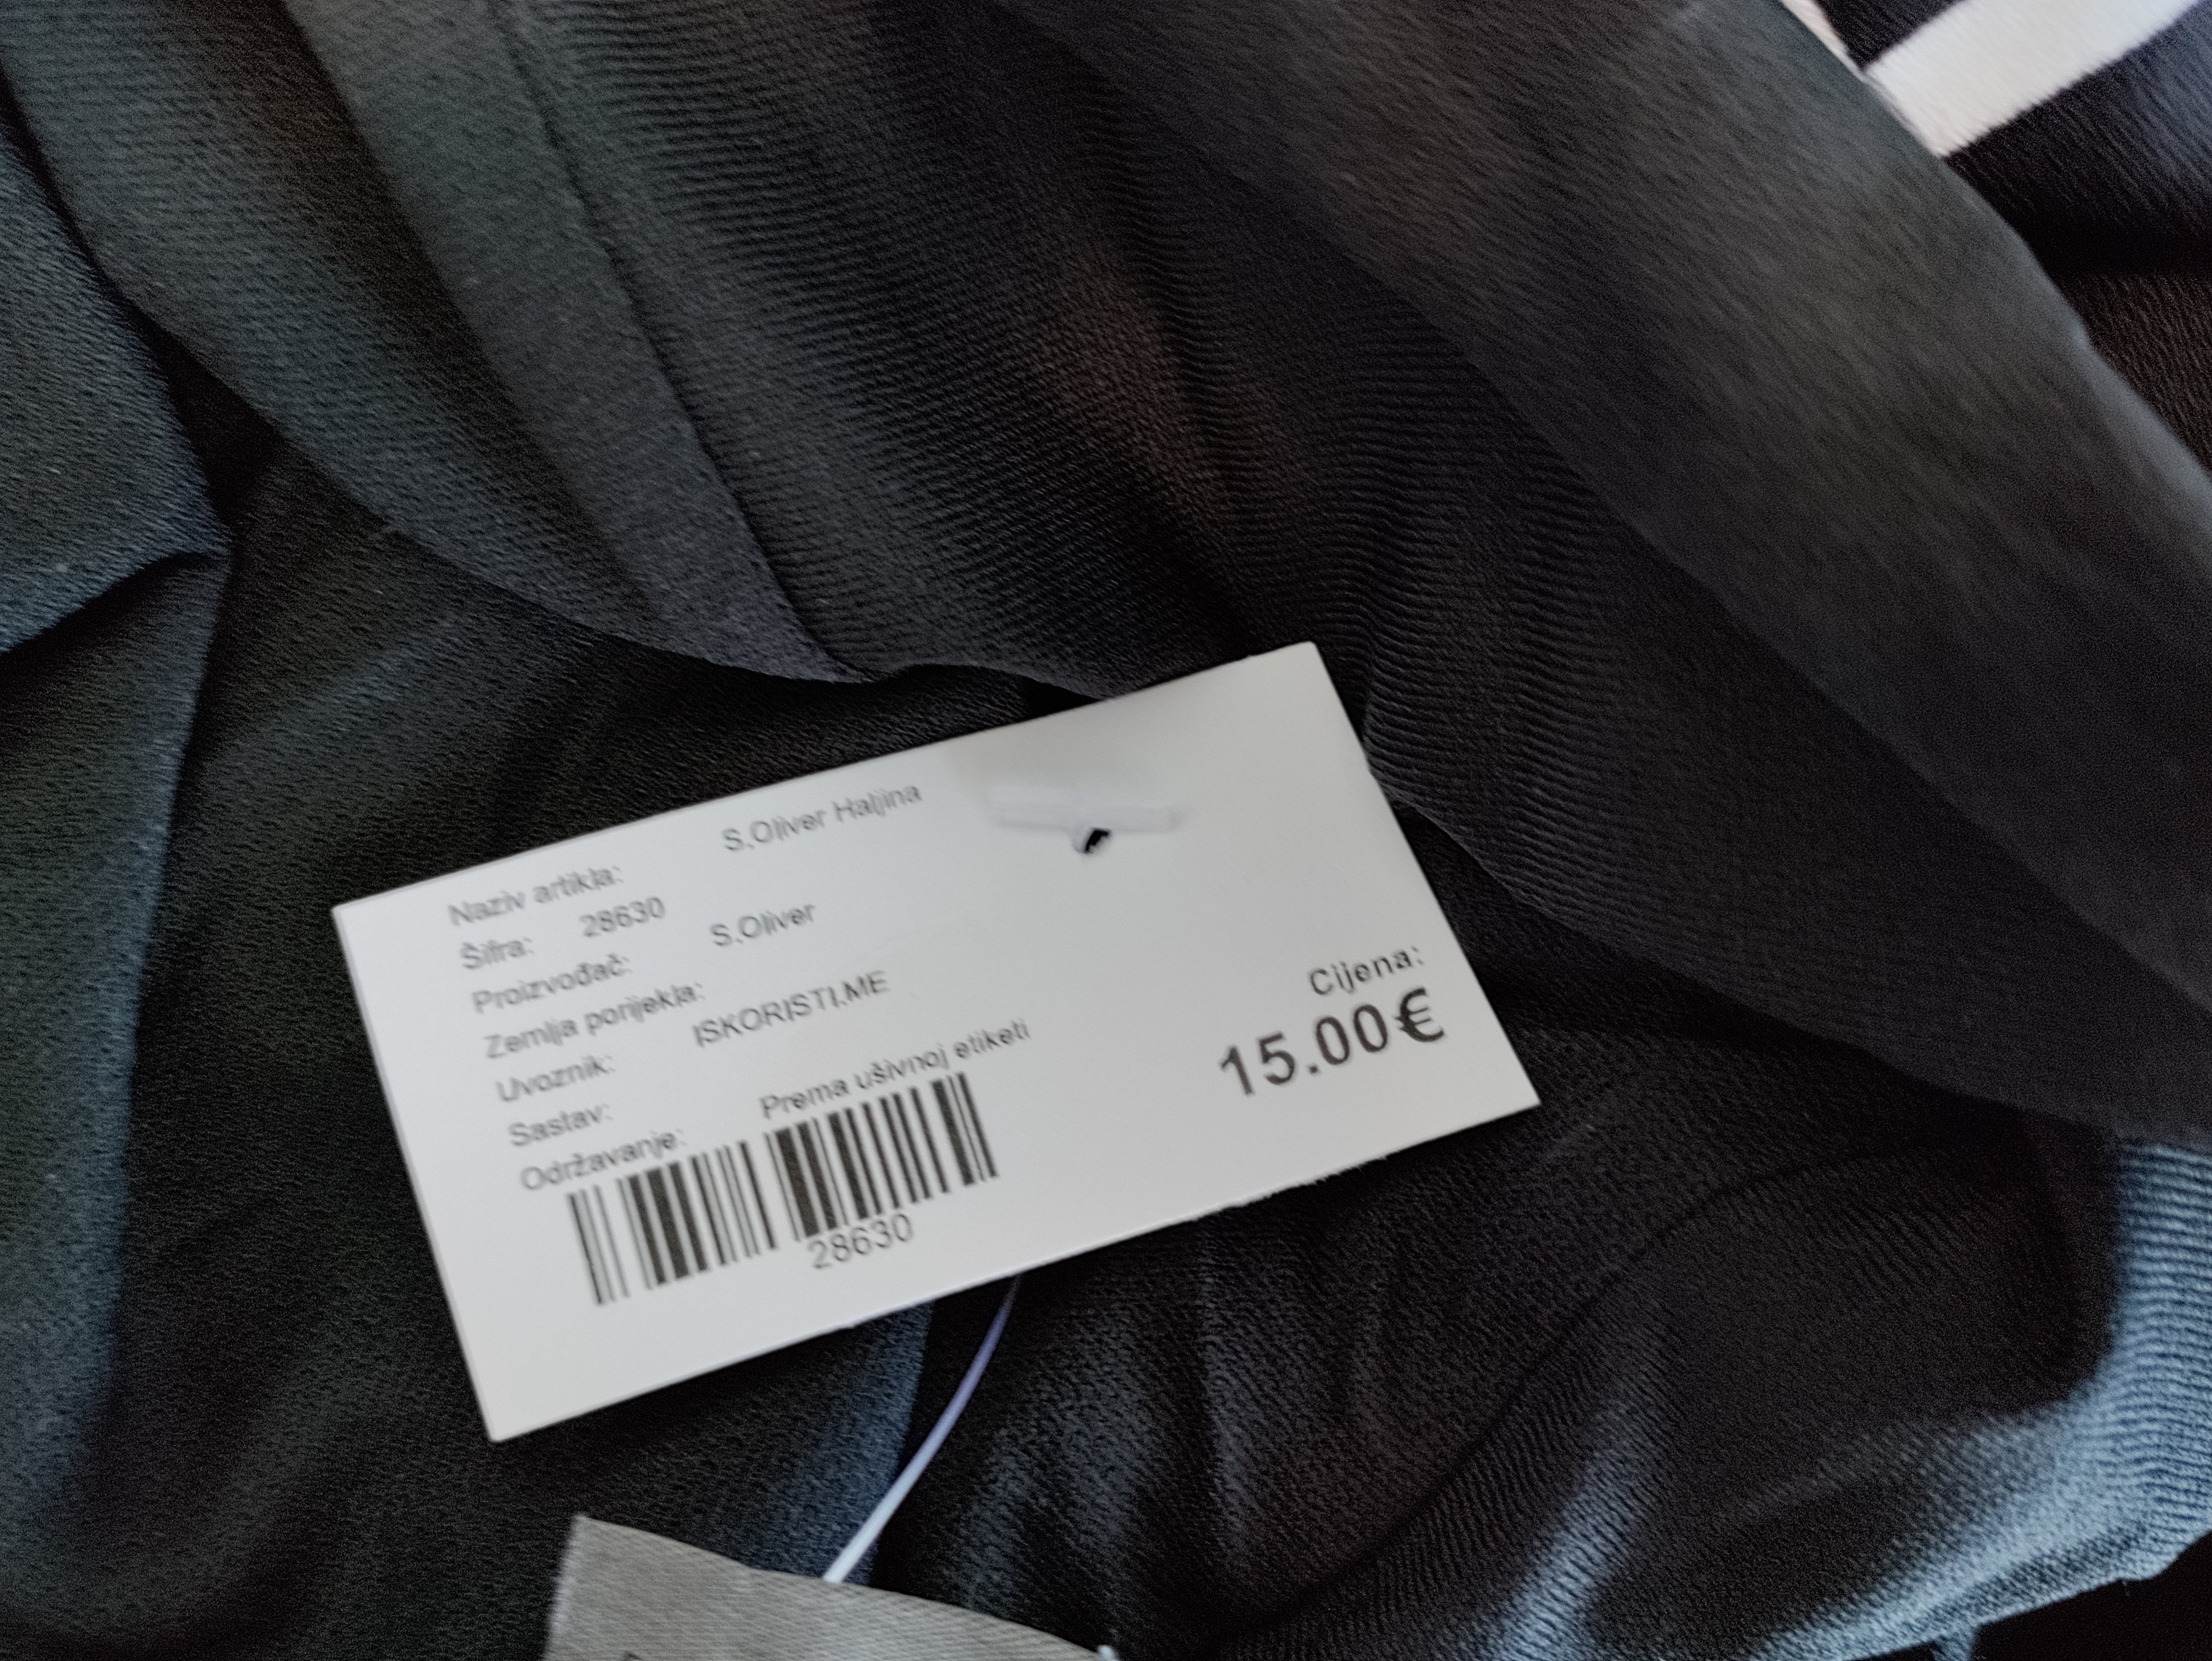 Naziv artikla: S.Oliver Haljina
Šifra: 28630
Proizvođač: S.Oliver
Zemlja porijekla:
Uvoznik: ISKORISTI.ME
Sastav:
Održavanje: Prema ušivnoj etiketi
28630
Cijena:
15.00€